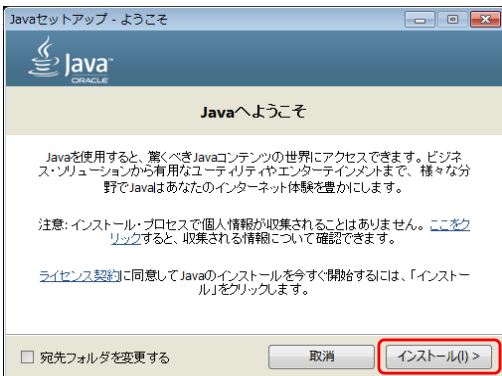 Javaセットアップ - ようこそ
Java
ORACLE
Javaへようこそ
Javaを使用すると、驚くべきJavaコンテンツの世界にアクセスできます。ビジネ
ス・ソリューションから有用なユーティリティやエンターテインメントまで、様々な分
野でJavaはあなたのインターネット体験を豊かにします。
注意: インストール・プロセスで個人情報が収集されることはありません。ここをク
リックすると、収集される情報について確認できます。
ライセンス契約に同意してJavaのインストールを今すぐ開始するには、「インストー
ル」をクリックします。
宛先フォルダを変更する
取消
インストール(I) >